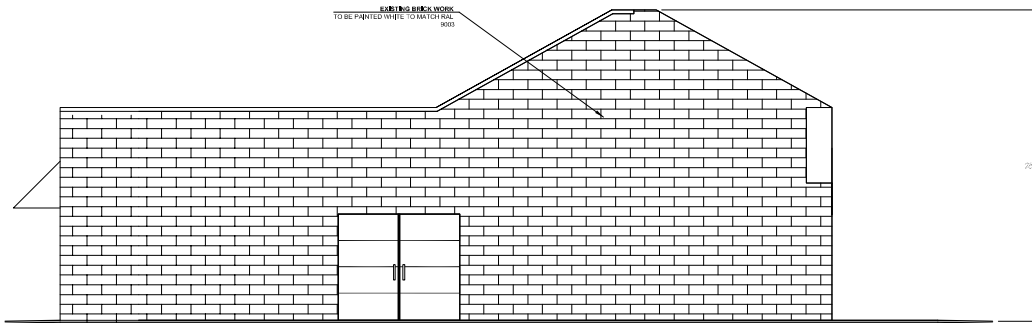 EXISTING BRICK WORK
TO BE PAINTED WHITE TO MATCH RAL
9003